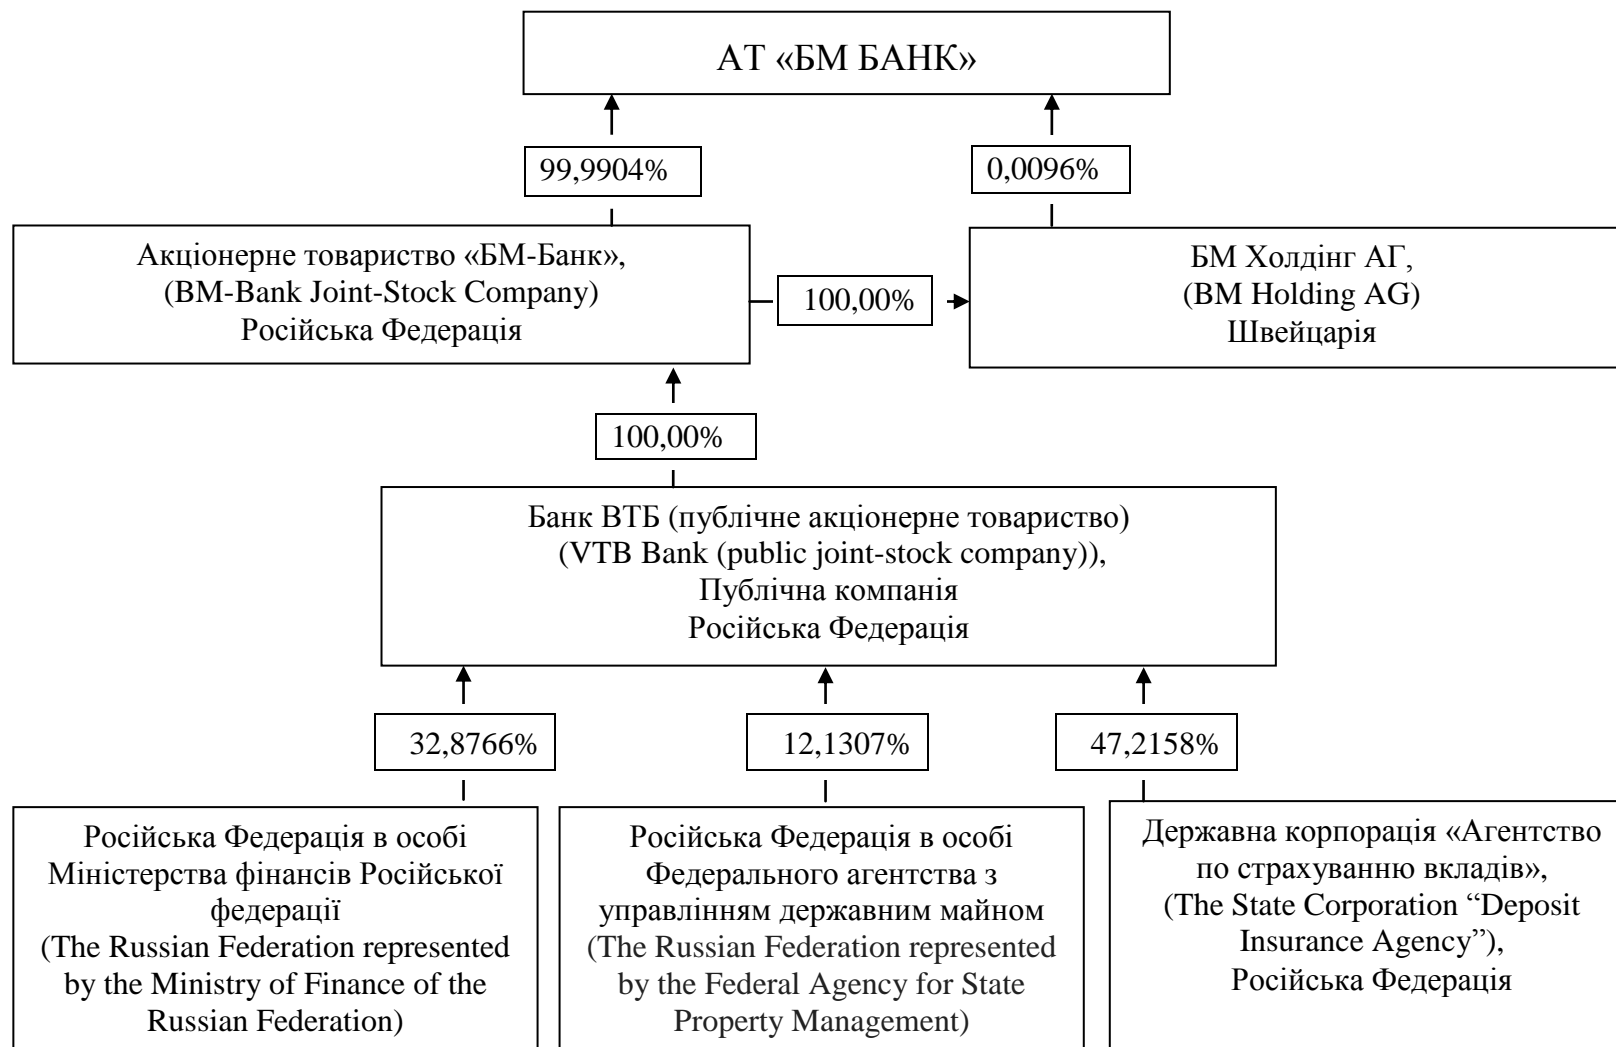 АТ «БМ БАНК»
99,9904%
0,0096%
Акціонерне товариство «БМ-Банк»,
(BM-Bank Joint-Stock Company)
Російська Федерація
100,00%
БМ Холдінг АГ,
(BM Holding AG)
Швейцарія
100,00%
Банк ВТБ (публічне акціонерне товариство)
(VTB Bank (public joint-stock company)),
Публічна компанія
Російська Федерація
32,8766%
12,1307%
47,2158%
Російська Федерація в особі
Міністерства фінансів Російської
федерації
(The Russian Federation represented
by the Ministry of Finance of the
Russian Federation)
Російська Федерація в особі
Федерального агентства з
управлінням державним майном
(The Russian Federation represented
by the Federal Agency for State
Property Management)
Державна корпорація «Агентство
по страхуванню вкладів»,
(The State Corporation “Deposit
Insurance Agency”),
Російська Федерація